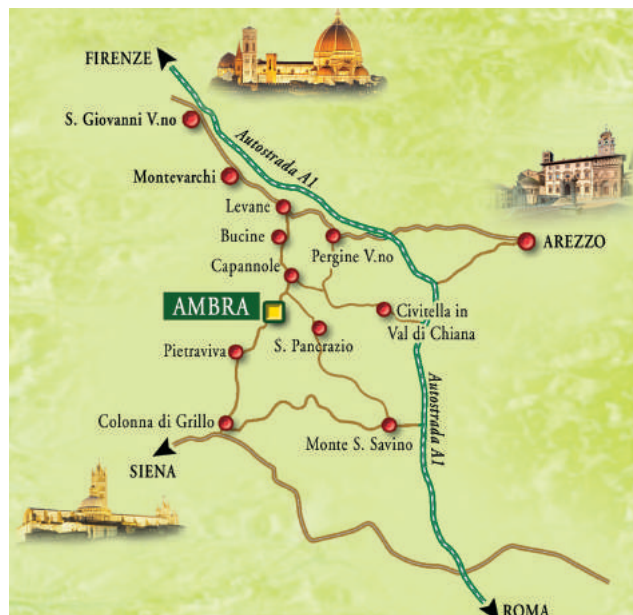 FIRENZE
S. Giovanni V.no
Autostrada A1
Montevarchi
Levane
Bucine
Pergine V.no
AREZZO
Capannole
AMBRA
Civitella in
Val di Chiana
S. Pancrazio
Pietraviva
Autostrada A1
Colonna di Grillo
Monte S. Savino
SIENA
ROMA